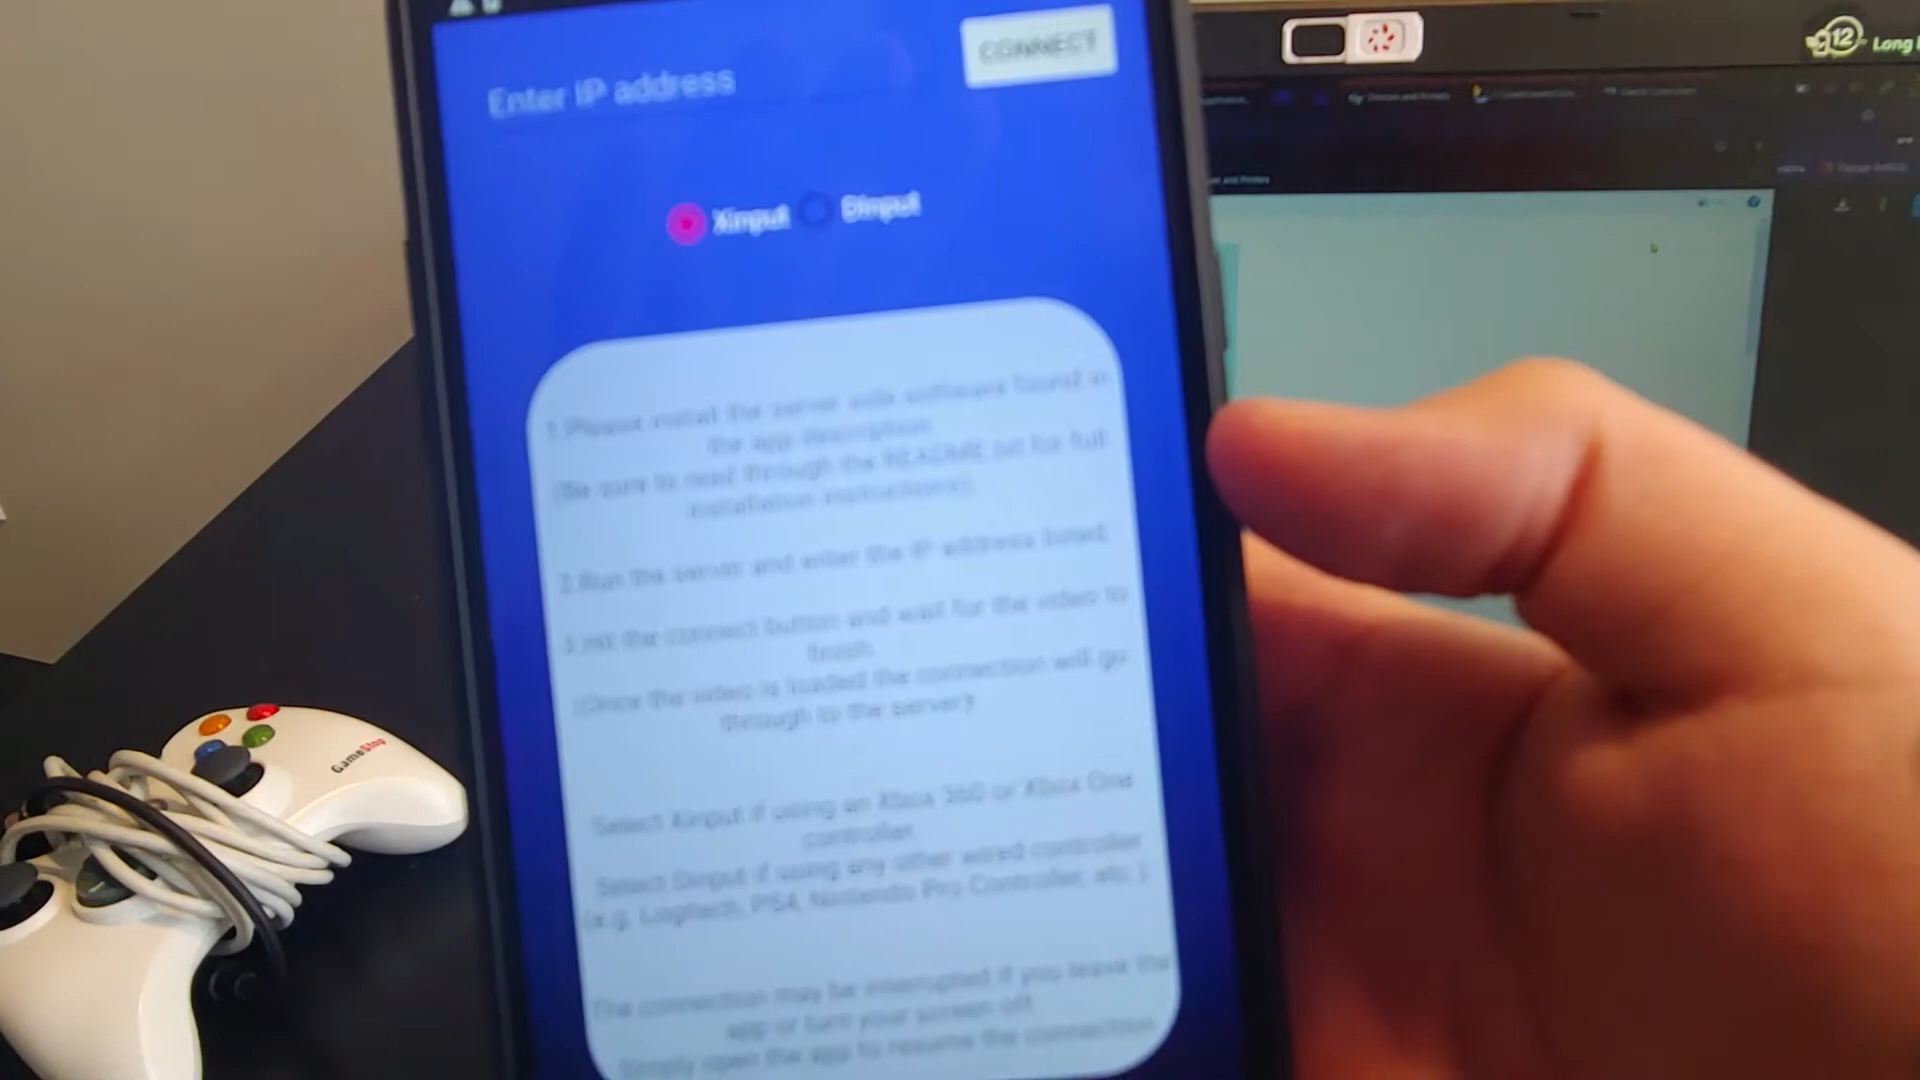 Enter IP address
CONNECT
Xinput Dinput
1.Please install the server side software found in
the app description.
(Be sure to read through the README.txt for full
installation instructions)
2.Run the server and enter the IP address listed.
3.Hit the connect button and wait for the video to
finish.
(Once the video is loaded the connection will go
through to the server)
Select Xinput if using an Xbox 360 or Xbox One
controller.
Select Dinput if using any other wired controller
(e.g. Logitech, PS4, Nintendo Pro Controller, etc.)
The connection may be interrupted if you leave the
app or turn your screen off.
Simply open the app to resume the connection
GameStop
12
Long